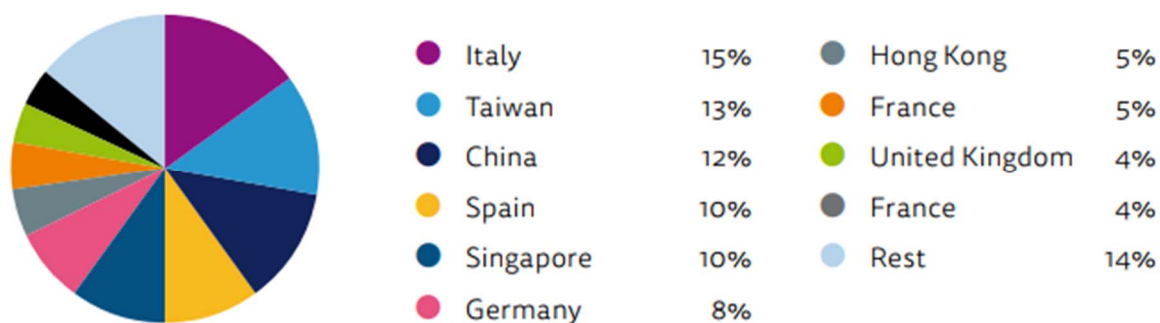 Italy 15%
Taiwan 13%
China 12%
Spain 10%
Singapore 10%
Germany 8%
Hong Kong 5%
France 5%
United Kingdom 4%
France 4%
Rest 14%